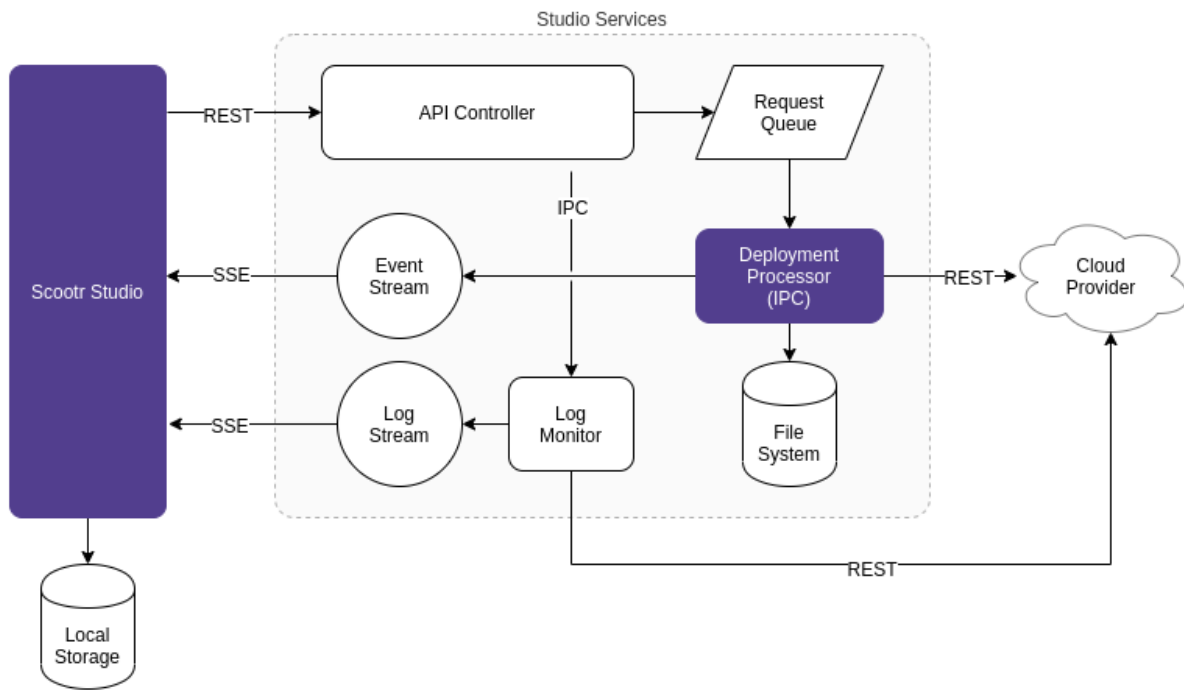 Studio Services
REST
API Controller
Request
Queue
IPC
Scootr Studio
SSE
Event
Stream
Deployment
Processor
(IPC)
REST
Cloud
Provider
SSE
Log
Stream
Log
Monitor
File
System
REST
Local
Storage